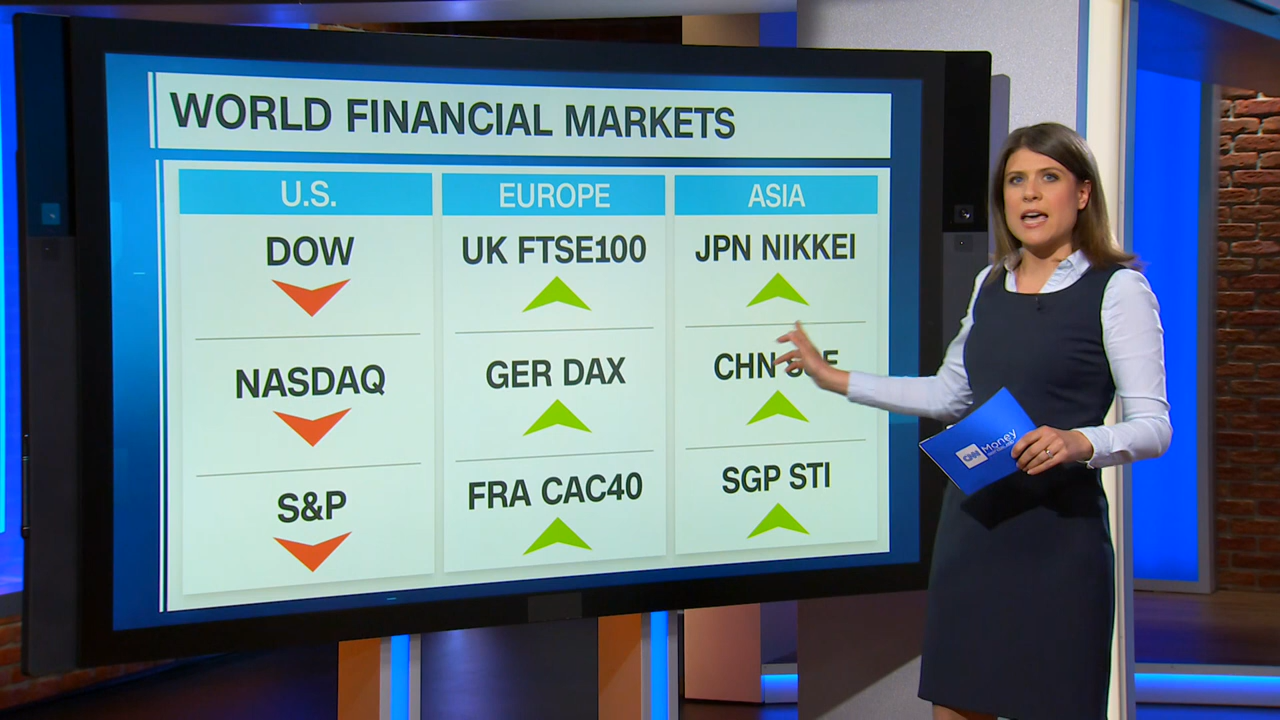 WORLD FINANCIAL MARKETS
U.S.
DOW
NASDAQ
S&P
EUROPE
UK FTSE100
GER DAX
FRA CAC40
ASIA
JPN NIKKEI
CHN
SGP STI
CNN Money